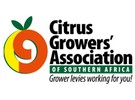 Citrus
Growers'
Association
OF SOUTHERN AFRICA
Grower levies working for you!